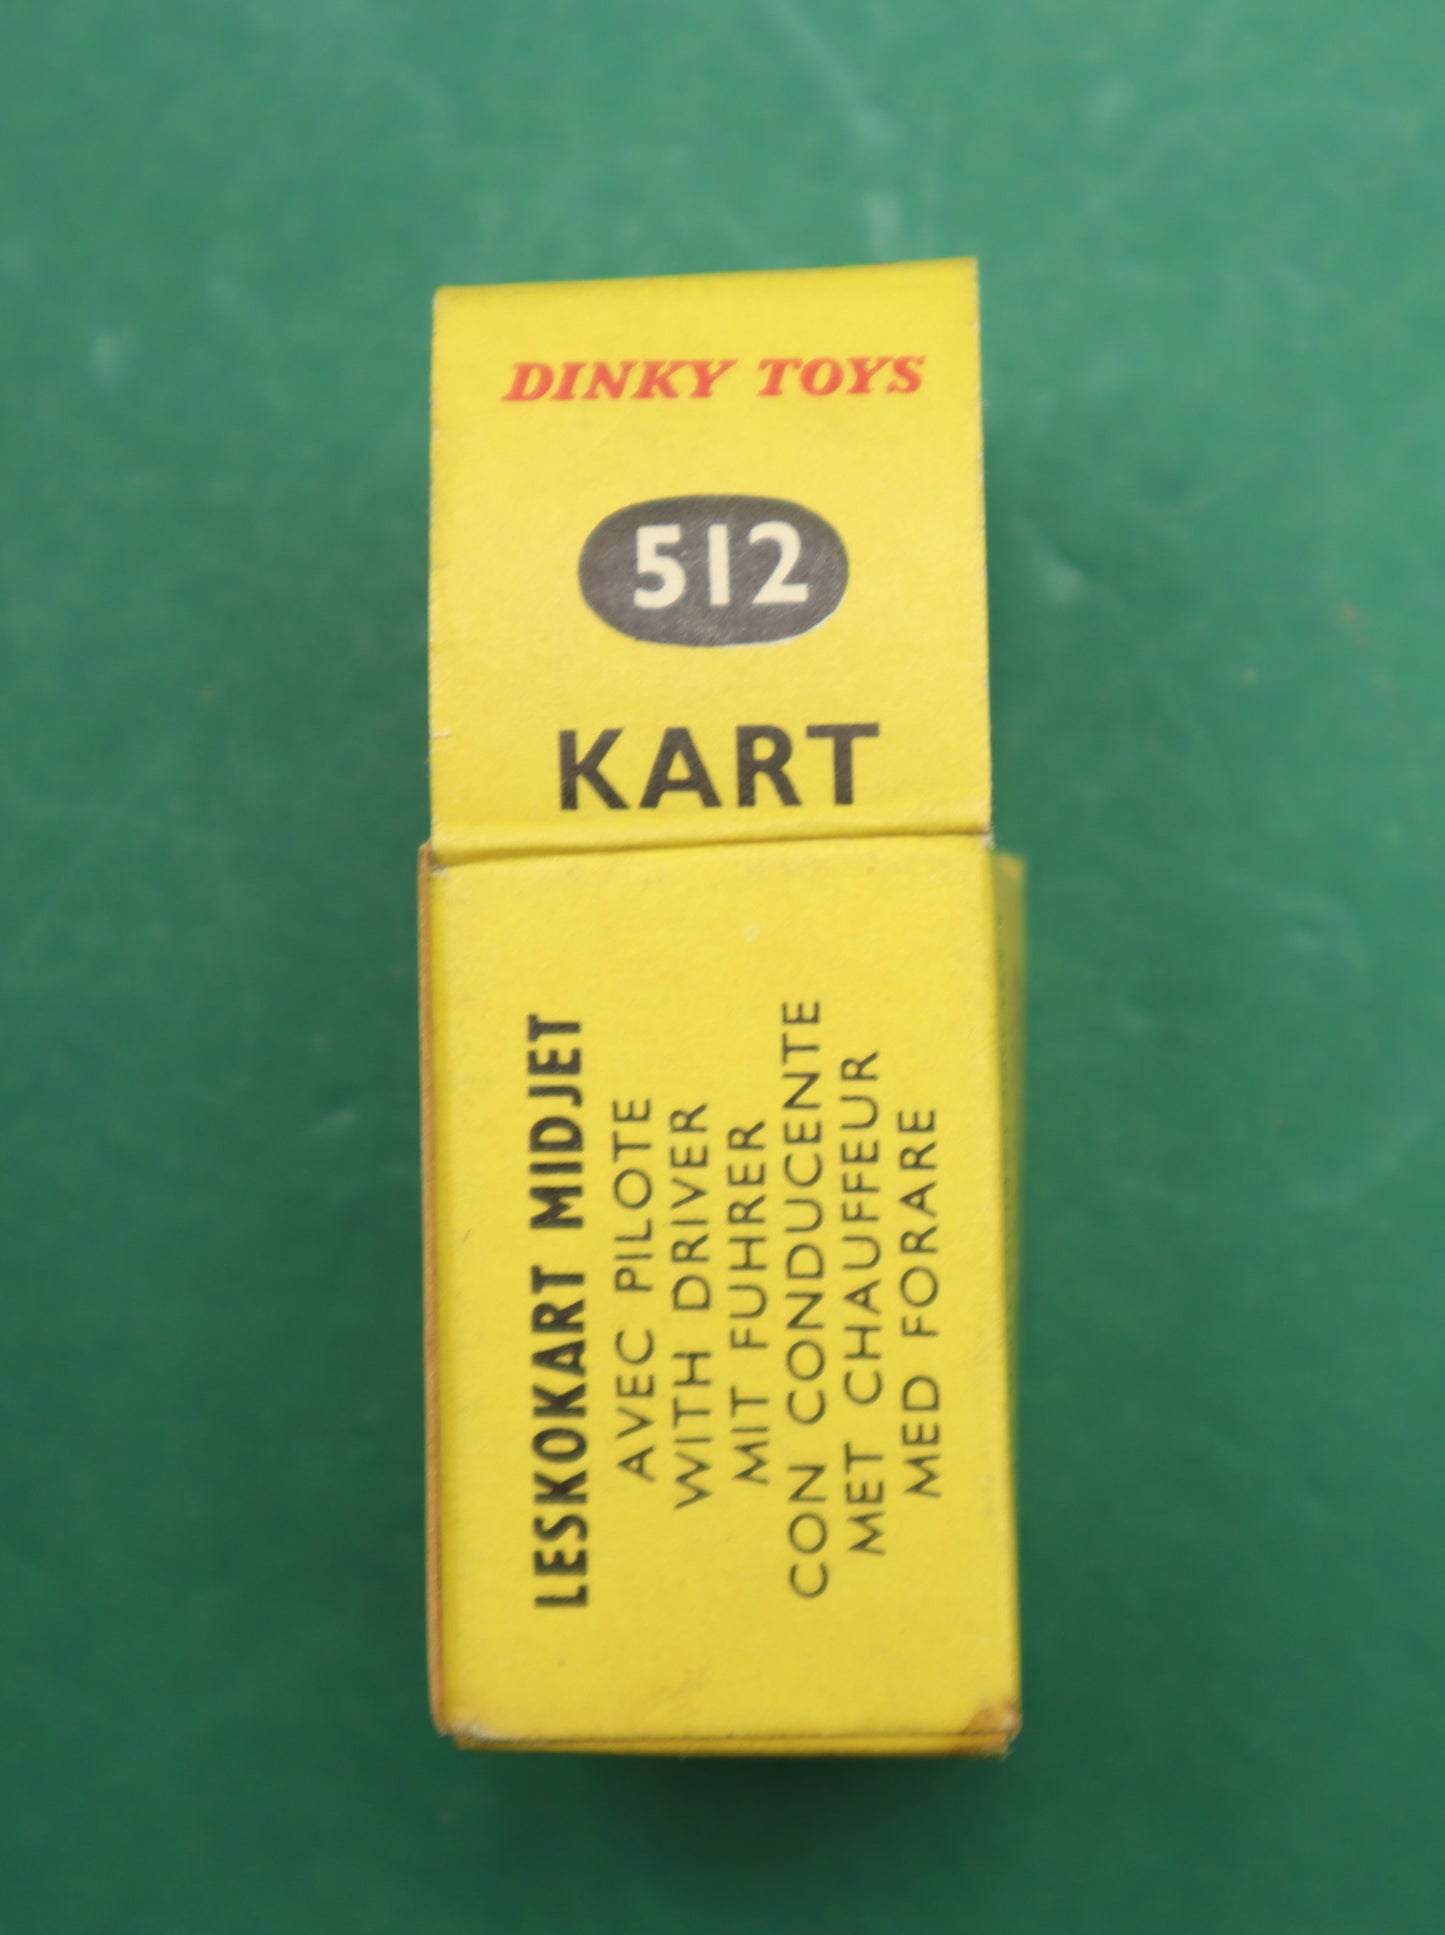 DINKY TOYS
512
KART
LESKOKART MIDJET
AVEC PILOTE
WITH DRIVER
MIT FUHRER
CON CONDUCENTE
MET CHAUFFEUR
MED FORARE